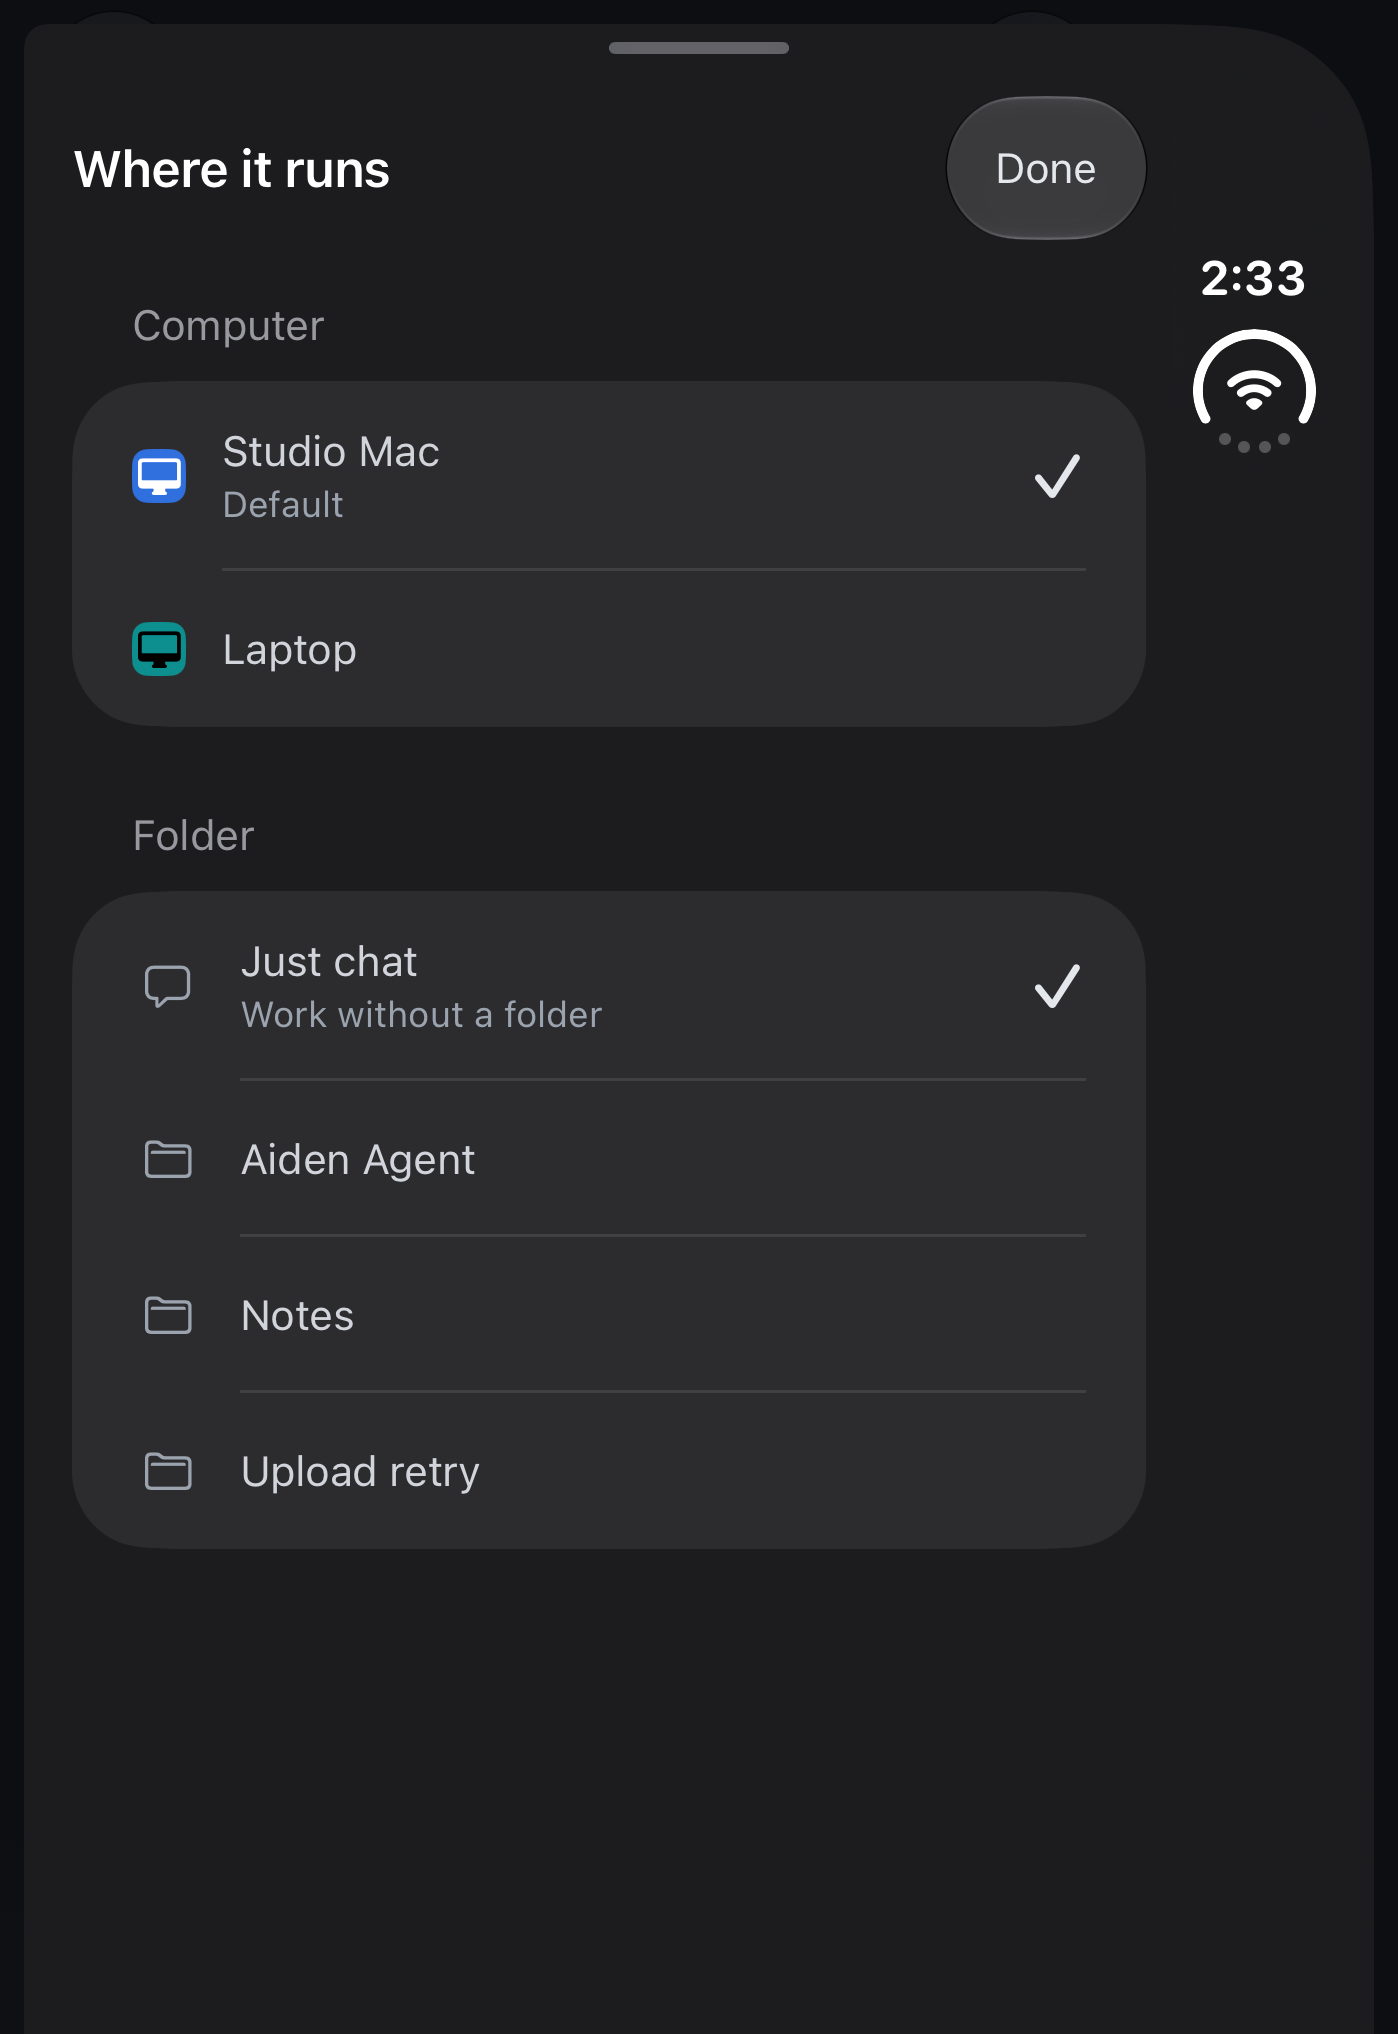 Where it runs
Done
2:33
Computer
Studio Mac
Default
Laptop
Folder
Just chat
Work without a folder
Aiden Agent
Notes
Upload retry